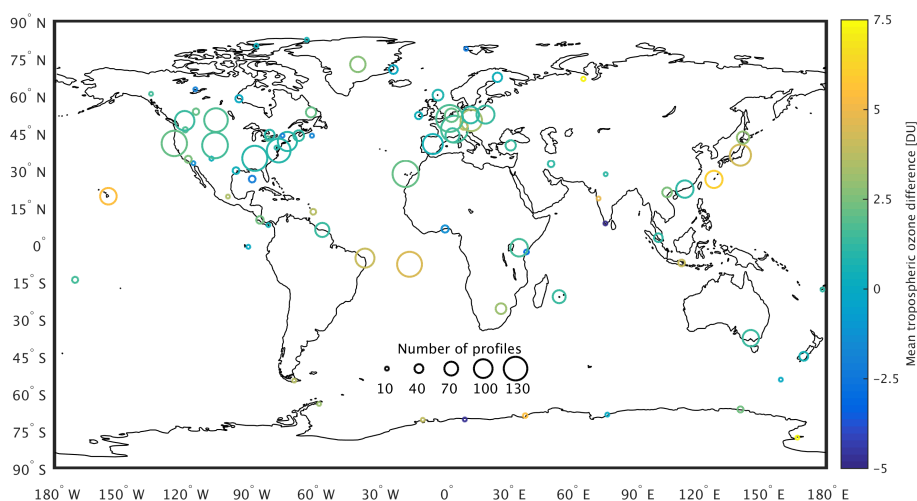 90° N
75° N
60° N
45° N
30° N
15° N
0°
15° S
30° S
45° S
60° S
75° S
90° S
180° W 150° W 120° W 90° W 60° W 30° W 0° 30° E 60° E 90° E 120° E 150° E 180° E
Number of profiles
10 40 70 100 130
7.5
5
2.5
0
−2.5
−5
Mean tropospheric ozone difference [DU]